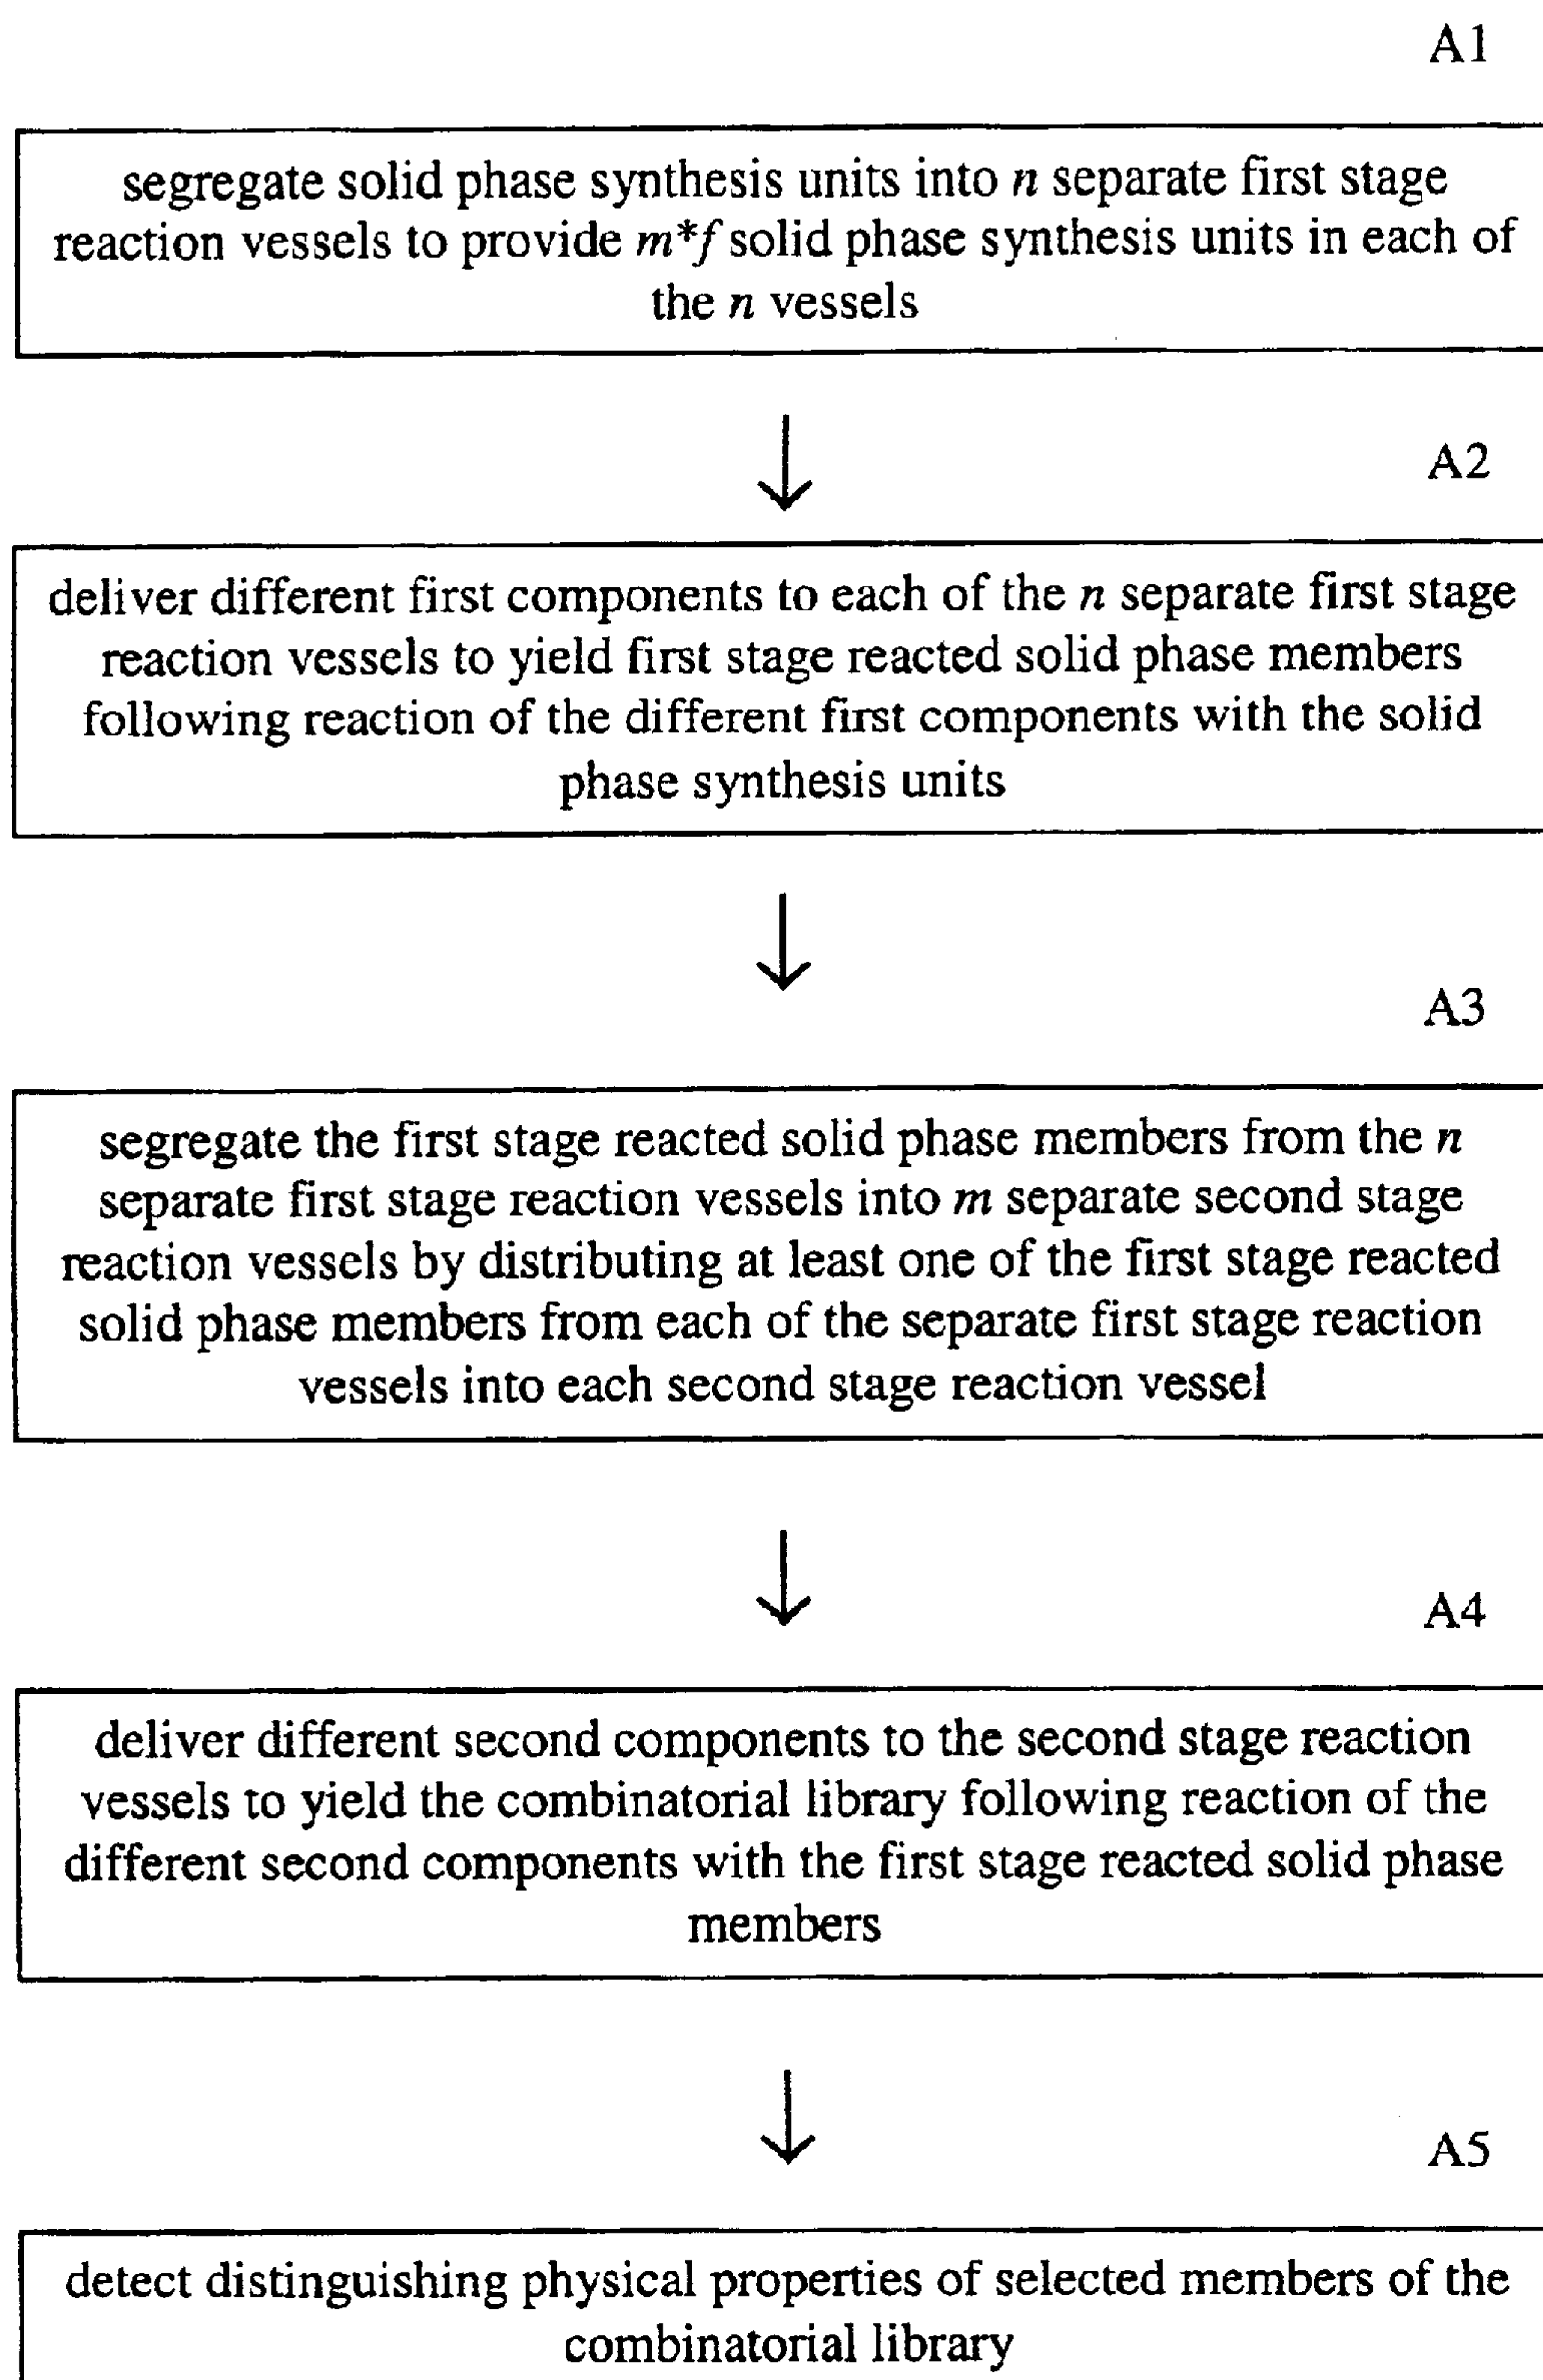 A1
segregate solid phase synthesis units into n separate first stage
reaction vessels to provide m*f solid phase synthesis units in each of
the n vessels
A2
deliver different first components to each of the n separate first stage
reaction vessels to yield first stage reacted solid phase members
following reaction of the different first components with the solid
phase synthesis units
A3
segregate the first stage reacted solid phase members from the n
separate first stage reaction vessels into m separate second stage
reaction vessels by distributing at least one of the first stage reacted
solid phase members from each of the separate first stage reaction
vessels into each second stage reaction vessel
A4
deliver different second components to the second stage reaction
vessels to yield the combinatorial library following reaction of the
different second components with the first stage reacted solid phase
members
A5
detect distinguishing physical properties of selected members of the
combinatorial library